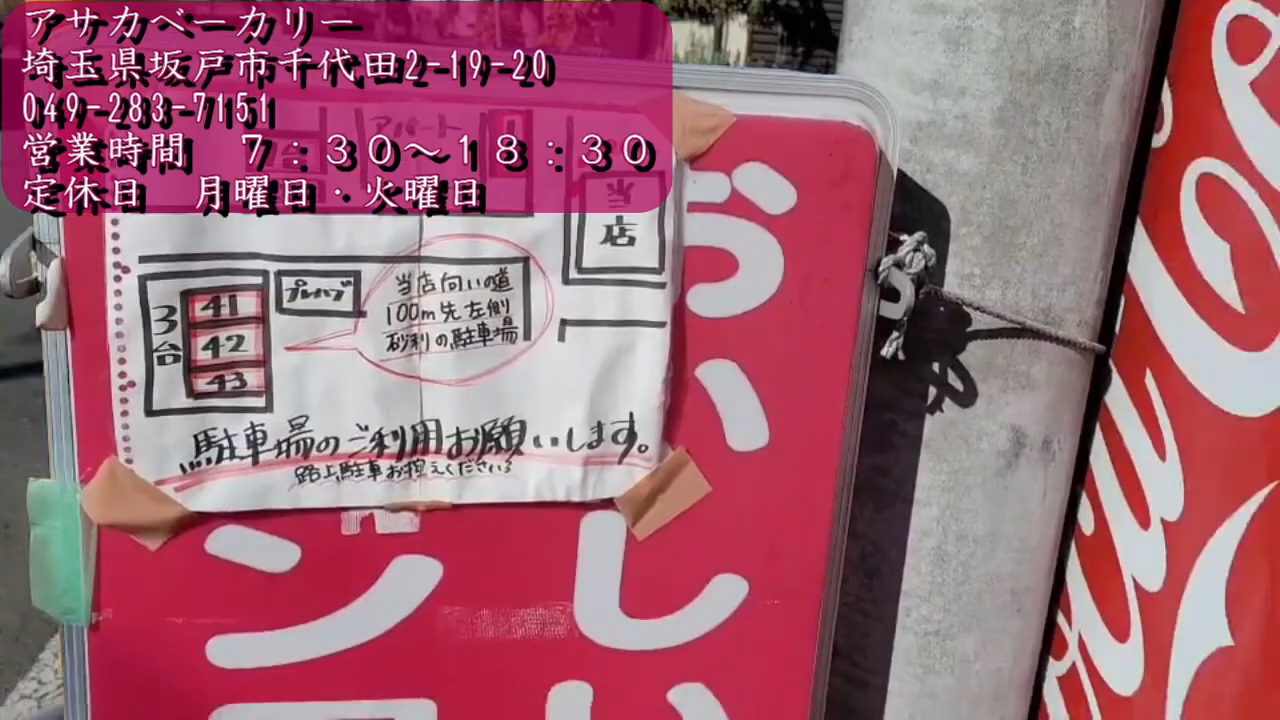 アサカベーカリー
埼玉県坂戸市千代田2-19-20
049-283-7151
営業時間　７：３０～１８：３０
定休日　月曜日・火曜日
アパート
当店
プレハブ
当店向いの道
100m先左側
砂利の駐車場
3台
41
42
43
駐車場のご利用お願いします。
路上駐車お控えください
おいしい
ン